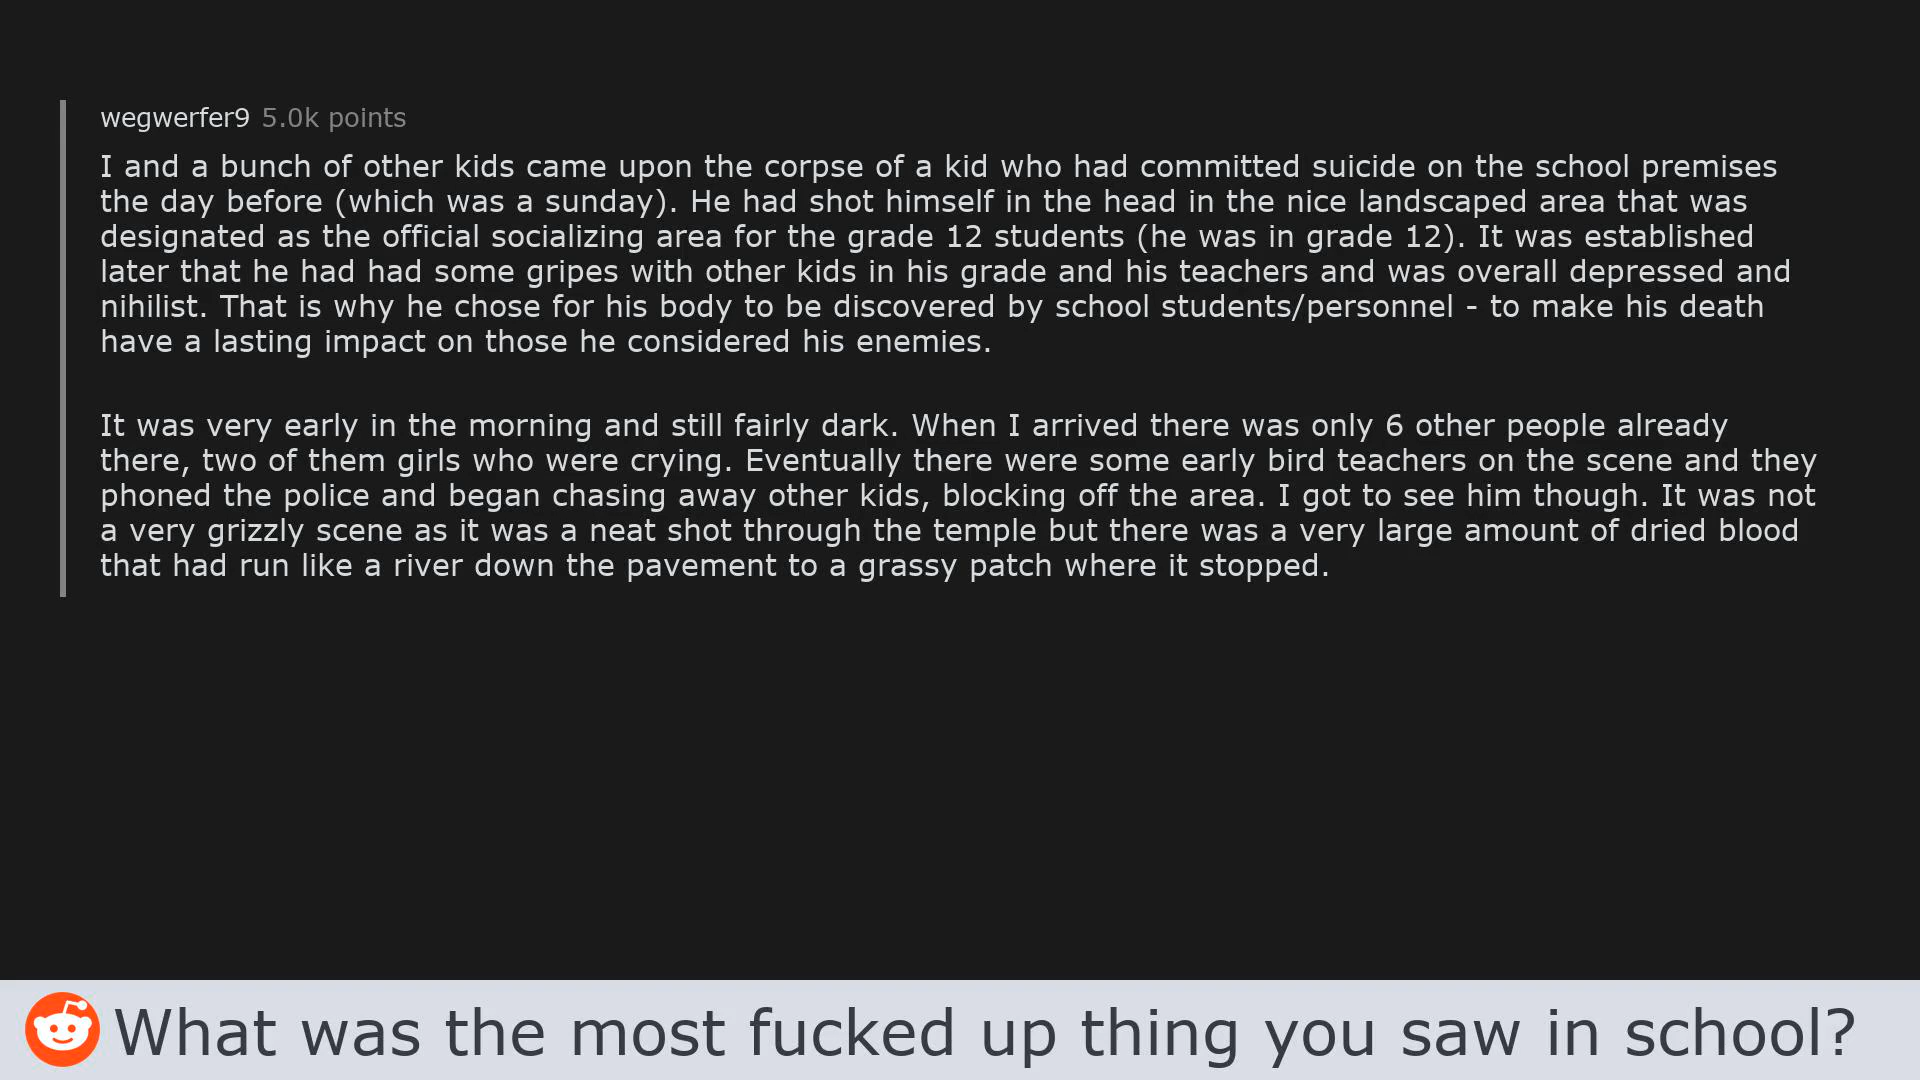 wegwerfer9 5.0k points
I and a bunch of other kids came upon the corpse of a kid who had committed suicide on the school premises
the day before (which was a sunday). He had shot himself in the head in the nice landscaped area that was
designated as the official socializing area for the grade 12 students (he was in grade 12). It was established
later that he had had some gripes with other kids in his grade and his teachers and was overall depressed and
nihilist. That is why he chose for his body to be discovered by school students/personnel - to make his death
have a lasting impact on those he considered his enemies.
It was very early in the morning and still fairly dark. When I arrived there was only 6 other people already
there, two of them girls who were crying. Eventually there were some early bird teachers on the scene and they
phoned the police and began chasing away other kids, blocking off the area. I got to see him though. It was not
a very grizzly scene as it was a neat shot through the temple but there was a very large amount of dried blood
that had run like a river down the pavement to a grassy patch where it stopped.
What was the most fucked up thing you saw in school?